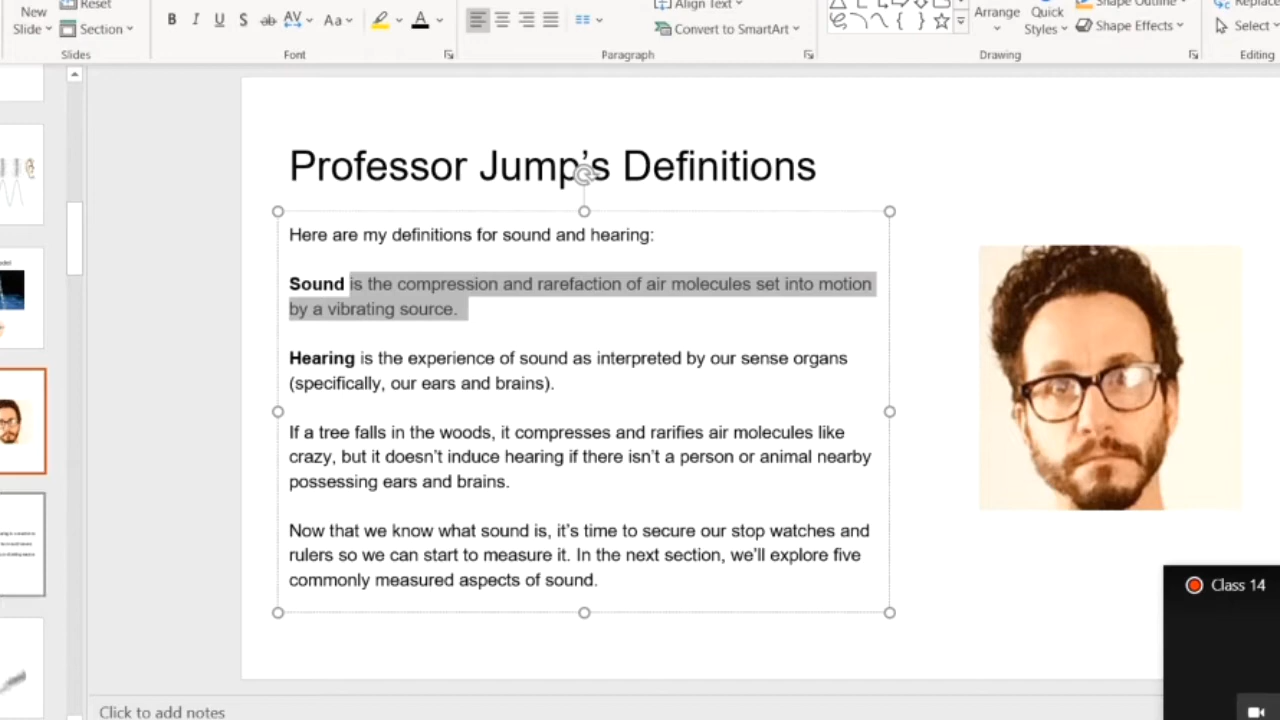 New
Reset
Align Text
Shape Outline
Replace
Slide
Section
B I U S ab AV Aa A
Convert to SmartArt
Arrange
Quick
Styles
Shape Effects
Select
Slides
Font
Paragraph
Drawing
Editing
Professor Jump's Definitions
Here are my definitions for sound and hearing:
Sound is the compression and rarefaction of air molecules set into motion
by a vibrating source.
Hearing is the experience of sound as interpreted by our sense organs
(specifically, our ears and brains).
If a tree falls in the woods, it compresses and rarifies air molecules like
crazy, but it doesn't induce hearing if there isn't a person or animal nearby
possessing ears and brains.
Now that we know what sound is, it's time to secure our stop watches and
rulers so we can start to measure it. In the next section, we'll explore five
commonly measured aspects of sound.
Class 14
Click to add notes